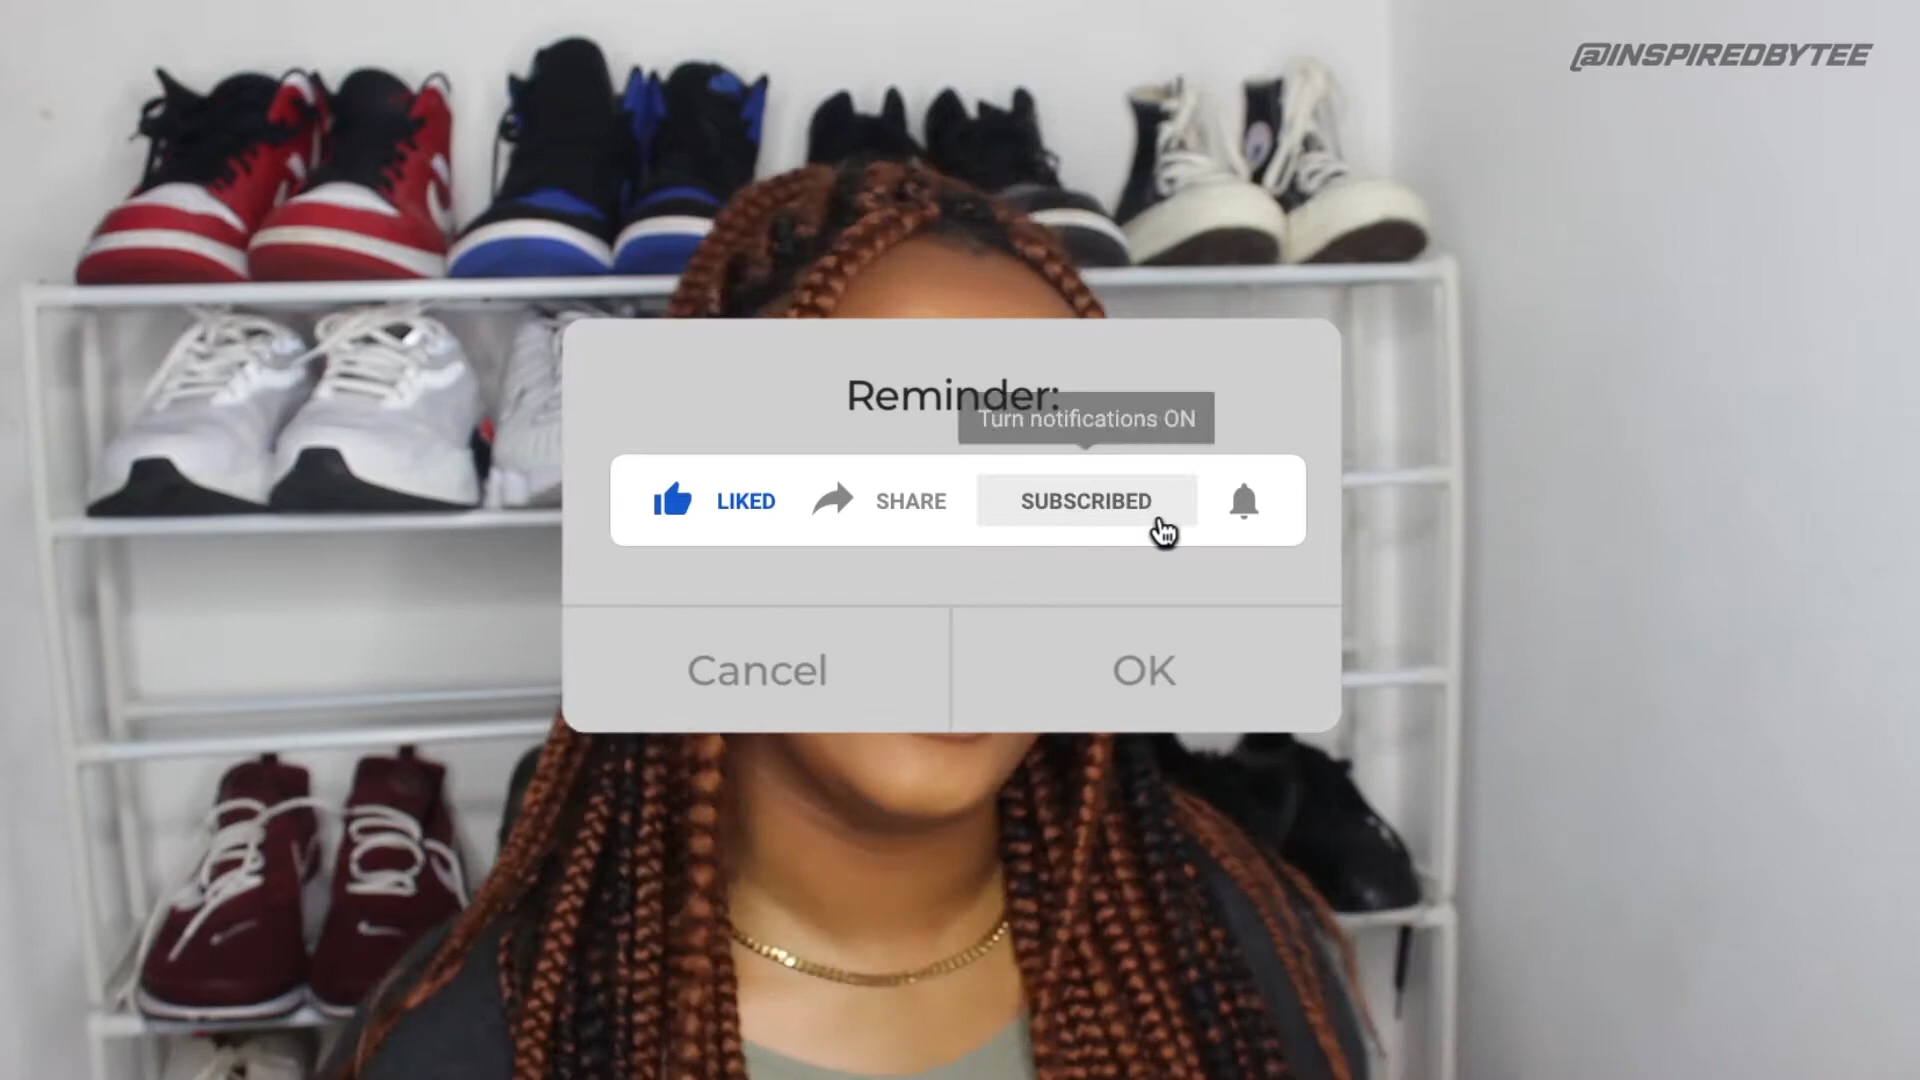 @INSPIREDBYTEE
Reminder:
Turn notifications ON
LIKED SHARE SUBSCRIBED
Cancel OK